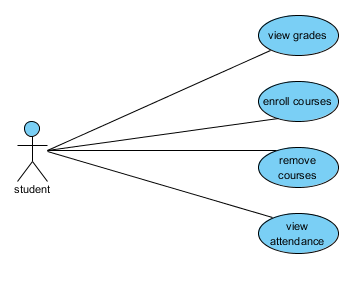 view grades
enroll courses
remove
courses
student
view
attendance